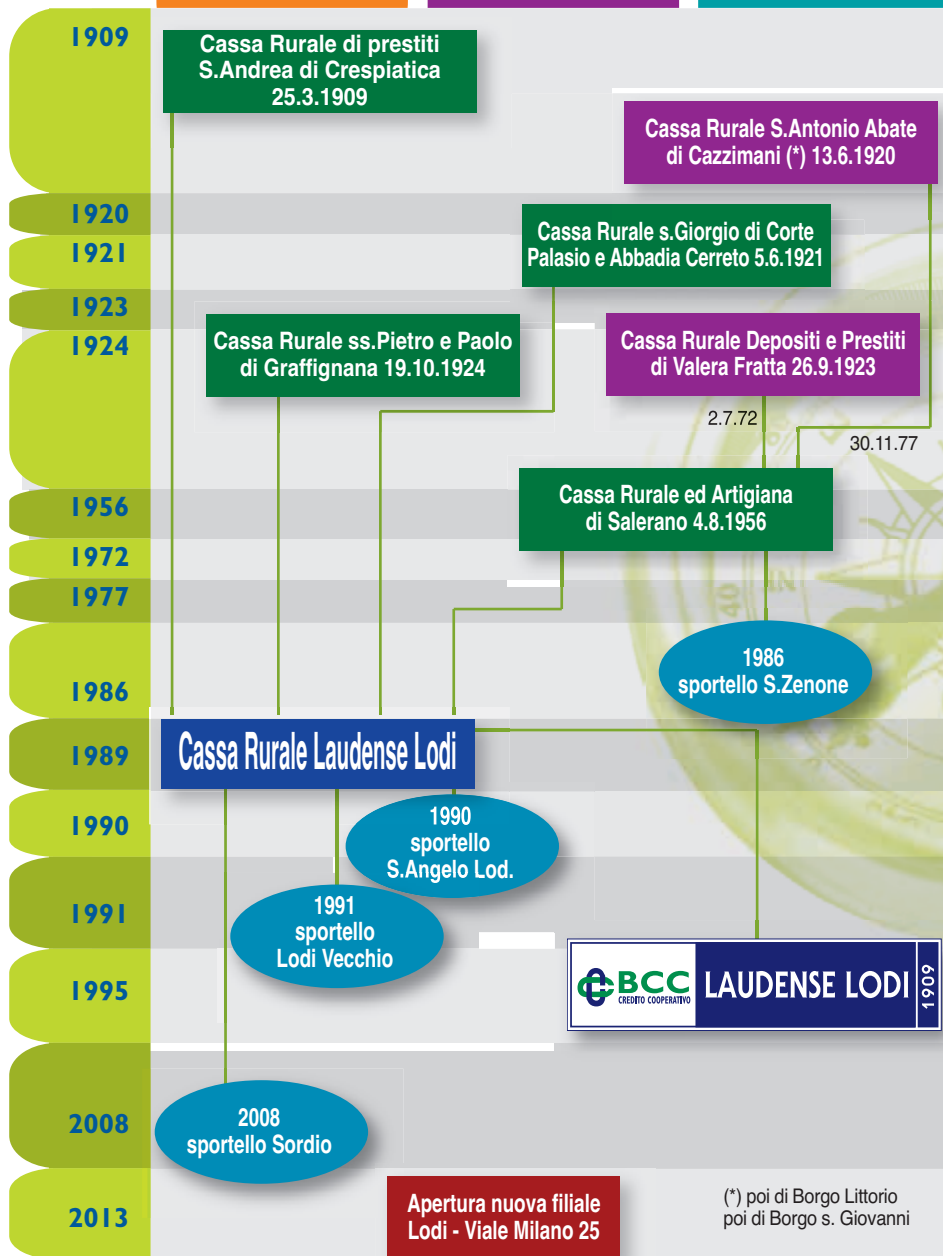 1909
Cassa Rurale di prestiti
S.Andrea di Crespiatica
25.3.1909
Cassa Rurale S.Antonio Abate
di Cazzimani (*) 13.6.1920
1920
1921
Cassa Rurale s.Giorgio di Corte
Palasio e Abbadia Cerreto 5.6.1921
1923
1924
Cassa Rurale ss.Pietro e Paolo
di Graffignana 19.10.1924
Cassa Rurale Depositi e Prestiti
di Valera Fratta 26.9.1923
2.7.72
30.11.77
1956
Cassa Rurale ed Artigiana
di Salerano 4.8.1956
1972
1977
40
IN
1986
1986
sportello S.Zenone
1989
Cassa Rurale Laudense Lodi
1990
1990
sportello
S.Angelo Lod.
1991
1991
sportello
Lodi Vecchio
1995
BCC
CREDITO COOPERATIVO
LAUDENSE LODI
1909
2008
2008
sportello Sordio
2013
Apertura nuova filiale
Lodi - Viale Milano 25
(*) poi di Borgo Littorio
poi di Borgo s. Giovanni